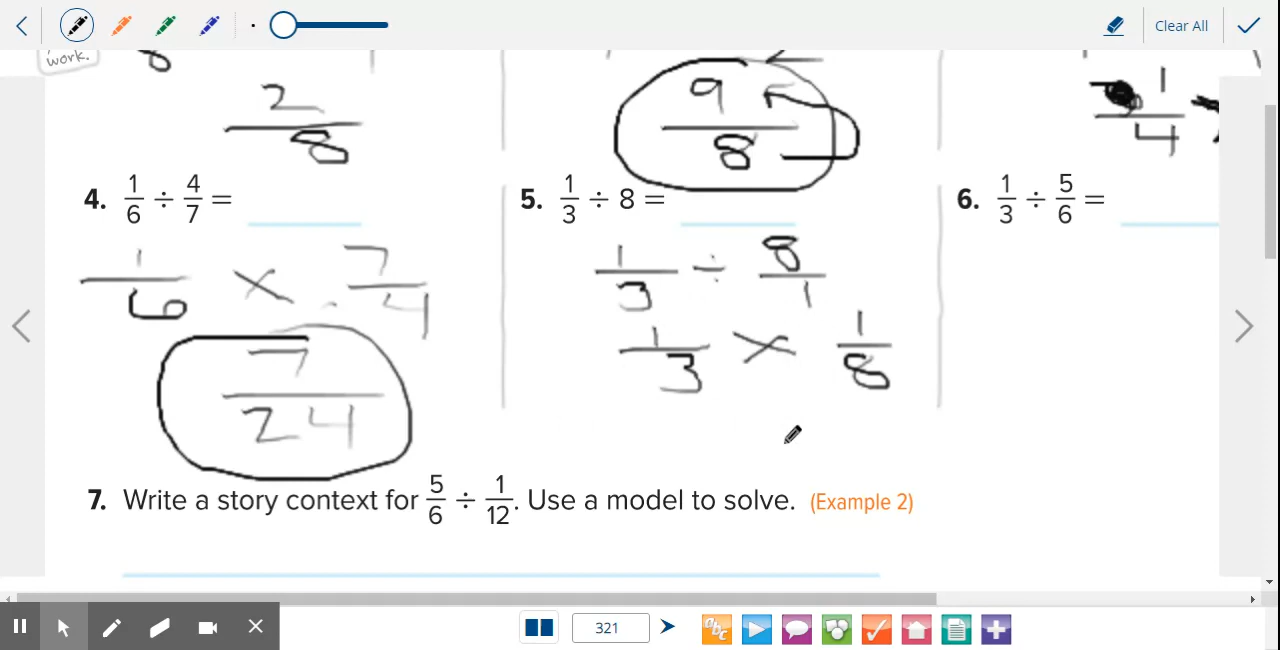 Clear All
work.
8
2
8
9
8
1
4
4. 1/6 ÷ 4/7 =
5. 1/3 ÷ 8 =
6. 1/3 ÷ 5/6 =
1/6 × 7/4
7/24
1/3 ÷ 8/1
1/3 × 1/8
7. Write a story context for 5/6 ÷ 1/12. Use a model to solve. (Example 2)
321
abc